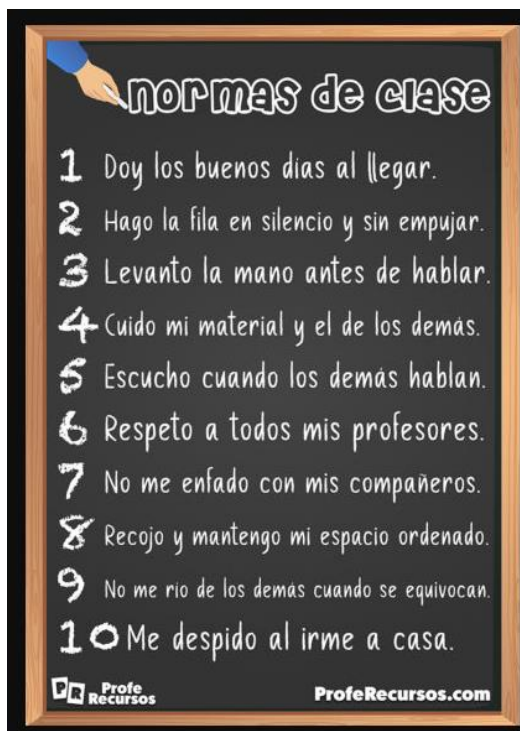 normas de clase
1 Doy los buenos días al llegar.
2 Hago la fila en silencio y sin empujar.
3 Levanto la mano antes de hablar.
4 Cuido mi material y el de los demás.
5 Escucho cuando los demás hablan.
6 Respeto a todos mis profesores.
7 No me enfado con mis compañeros.
8 Recojo y mantengo mi espacio ordenado.
9 No me río de los demás cuando se equivocan.
10 Me despido al irme a casa.
PR Profe Recursos
ProfeRecursos.com